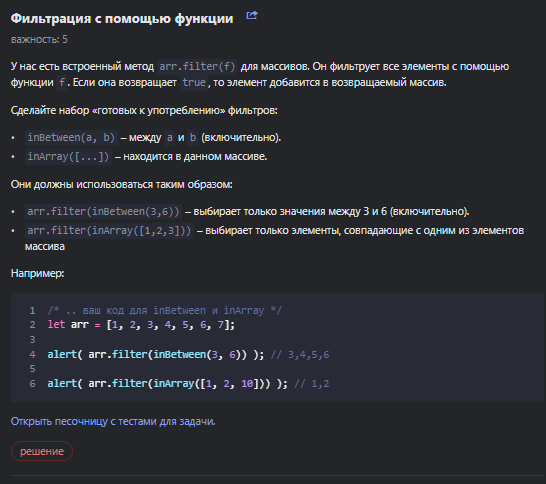 Фильтрация с помощью функции
важность: 5
У нас есть встроенный метод arr.filter(f) для массивов. Он фильтрует все элементы с помощью
функции f. Если она возвращает true, то элемент добавится в возвращаемый массив.
Сделайте набор «готовых к употреблению» фильтров:
• inBetween(a, b) – между a и b (включительно).
• inArray([...]) – находится в данном массиве.
Они должны использоваться таким образом:
• arr.filter(inBetween(3,6)) – выбирает только значения между 3 и 6 (включительно).
• arr.filter(inArray([1,2,3])) – выбирает только элементы, совпадающие с одним из элементов
массива
Например:
1 /* .. ваш код для inBetween и inArray */
2 let arr = [1, 2, 3, 4, 5, 6, 7];
3
4 alert( arr.filter(inBetween(3, 6)) ); // 3,4,5,6
5
6 alert( arr.filter(inArray([1, 2, 10])) ); // 1,2
Открыть песочницу с тестами для задачи.
решение